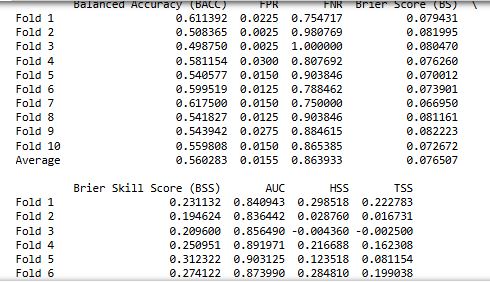 Balanced Accuracy (BACC) FPR FNR Brier Score (BS) \
Fold 1 0.611392 0.0225 0.754717 0.079431
Fold 2 0.508365 0.0025 0.980769 0.081995
Fold 3 0.498750 0.0025 1.000000 0.080470
Fold 4 0.581154 0.0300 0.807692 0.076260
Fold 5 0.540577 0.0150 0.903846 0.070012
Fold 6 0.599519 0.0125 0.788462 0.073901
Fold 7 0.617500 0.0150 0.750000 0.066950
Fold 8 0.541827 0.0125 0.903846 0.081161
Fold 9 0.543942 0.0275 0.884615 0.082223
Fold 10 0.559808 0.0150 0.865385 0.072672
Average 0.560283 0.0155 0.863933 0.076507
Brier Skill Score (BSS) AUC HSS TSS
Fold 1 0.231132 0.840943 0.298518 0.222783
Fold 2 0.194624 0.836442 0.028760 0.016731
Fold 3 0.209600 0.856490 -0.004360 -0.002500
Fold 4 0.250951 0.891971 0.216688 0.162308
Fold 5 0.312322 0.903125 0.123518 0.081154
Fold 6 0.274122 0.873990 0.284810 0.199038